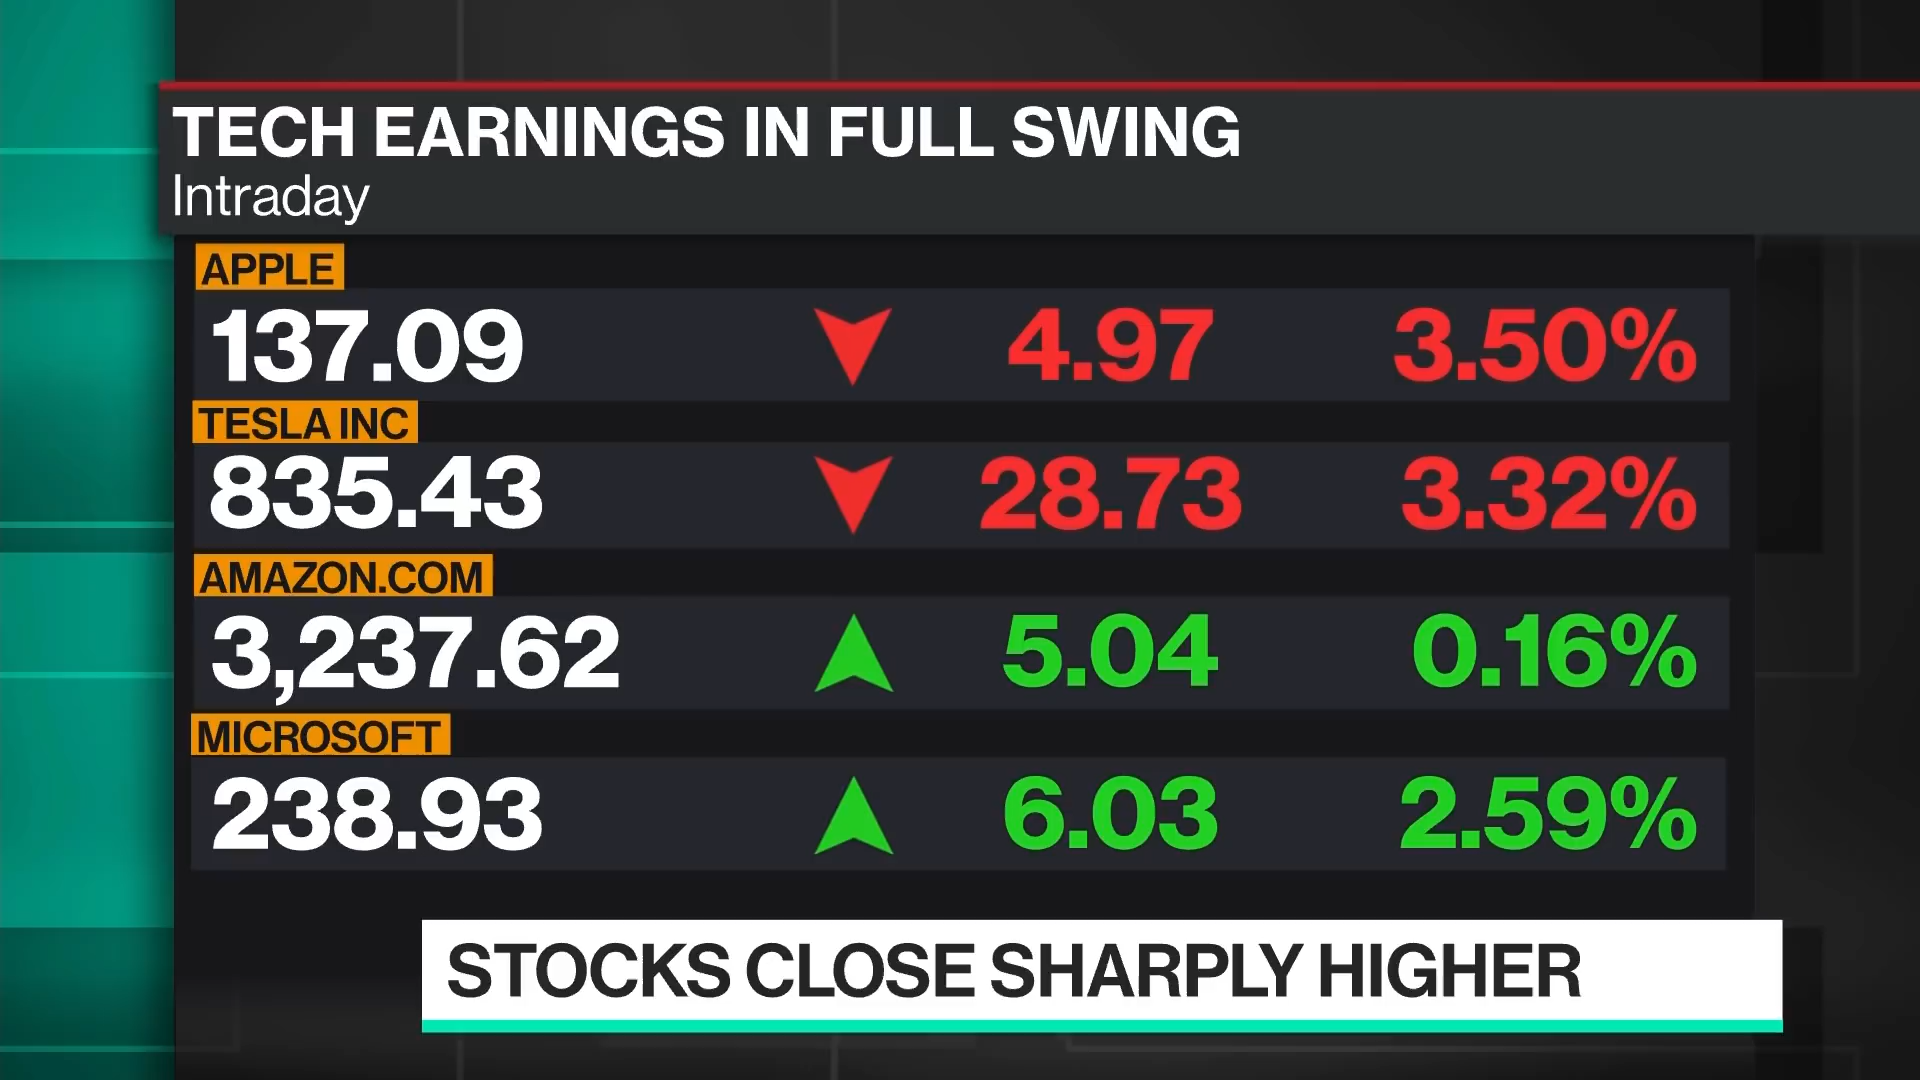 TECH EARNINGS IN FULL SWING
Intraday
APPLE
137.09 4.97 3.50%
TESLA INC
835.43 28.73 3.32%
AMAZON.COM
3,237.62 5.04 0.16%
MICROSOFT
238.93 6.03 2.59%
STOCKS CLOSE SHARPLY HIGHER